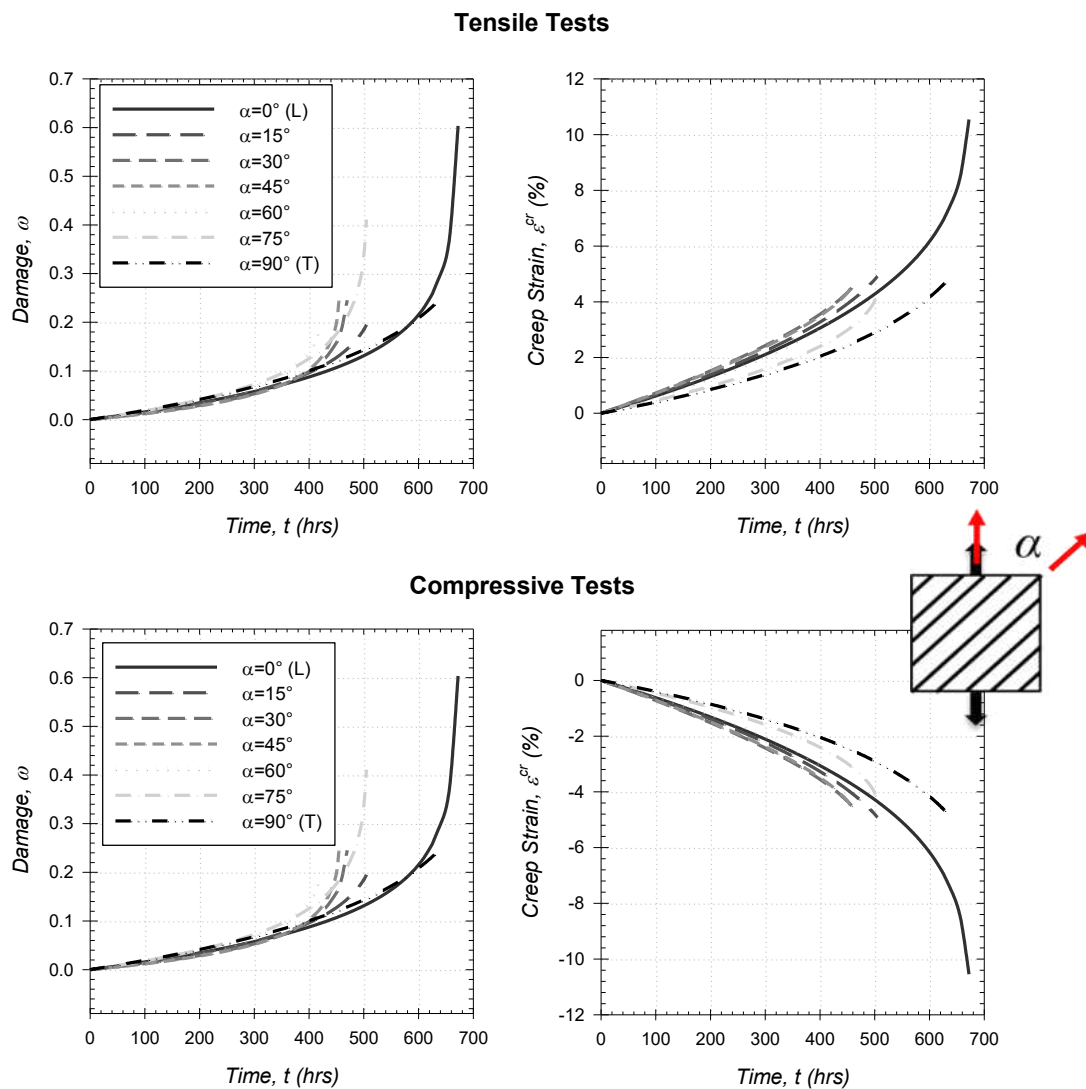 Tensile Tests
0.7
0.6
0.5
0.4
0.3
0.2
0.1
0.0
Damage, ω
α=0° (L)
α=15°
α=30°
α=45°
α=60°
α=75°
α=90° (T)
0 100 200 300 400 500 600 700
Time, t (hrs)
12
10
8
6
4
2
0
Creep Strain, εcr (%)
0 100 200 300 400 500 600 700
Time, t (hrs)
α
Compressive Tests
0.7
0.6
0.5
0.4
0.3
0.2
0.1
0.0
Damage, ω
α=0° (L)
α=15°
α=30°
α=45°
α=60°
α=75°
α=90° (T)
0 100 200 300 400 500 600 700
Time, t (hrs)
0
-2
-4
-6
-8
-10
-12
Creep Strain, εcr (%)
0 100 200 300 400 500 600 700
Time, t (hrs)